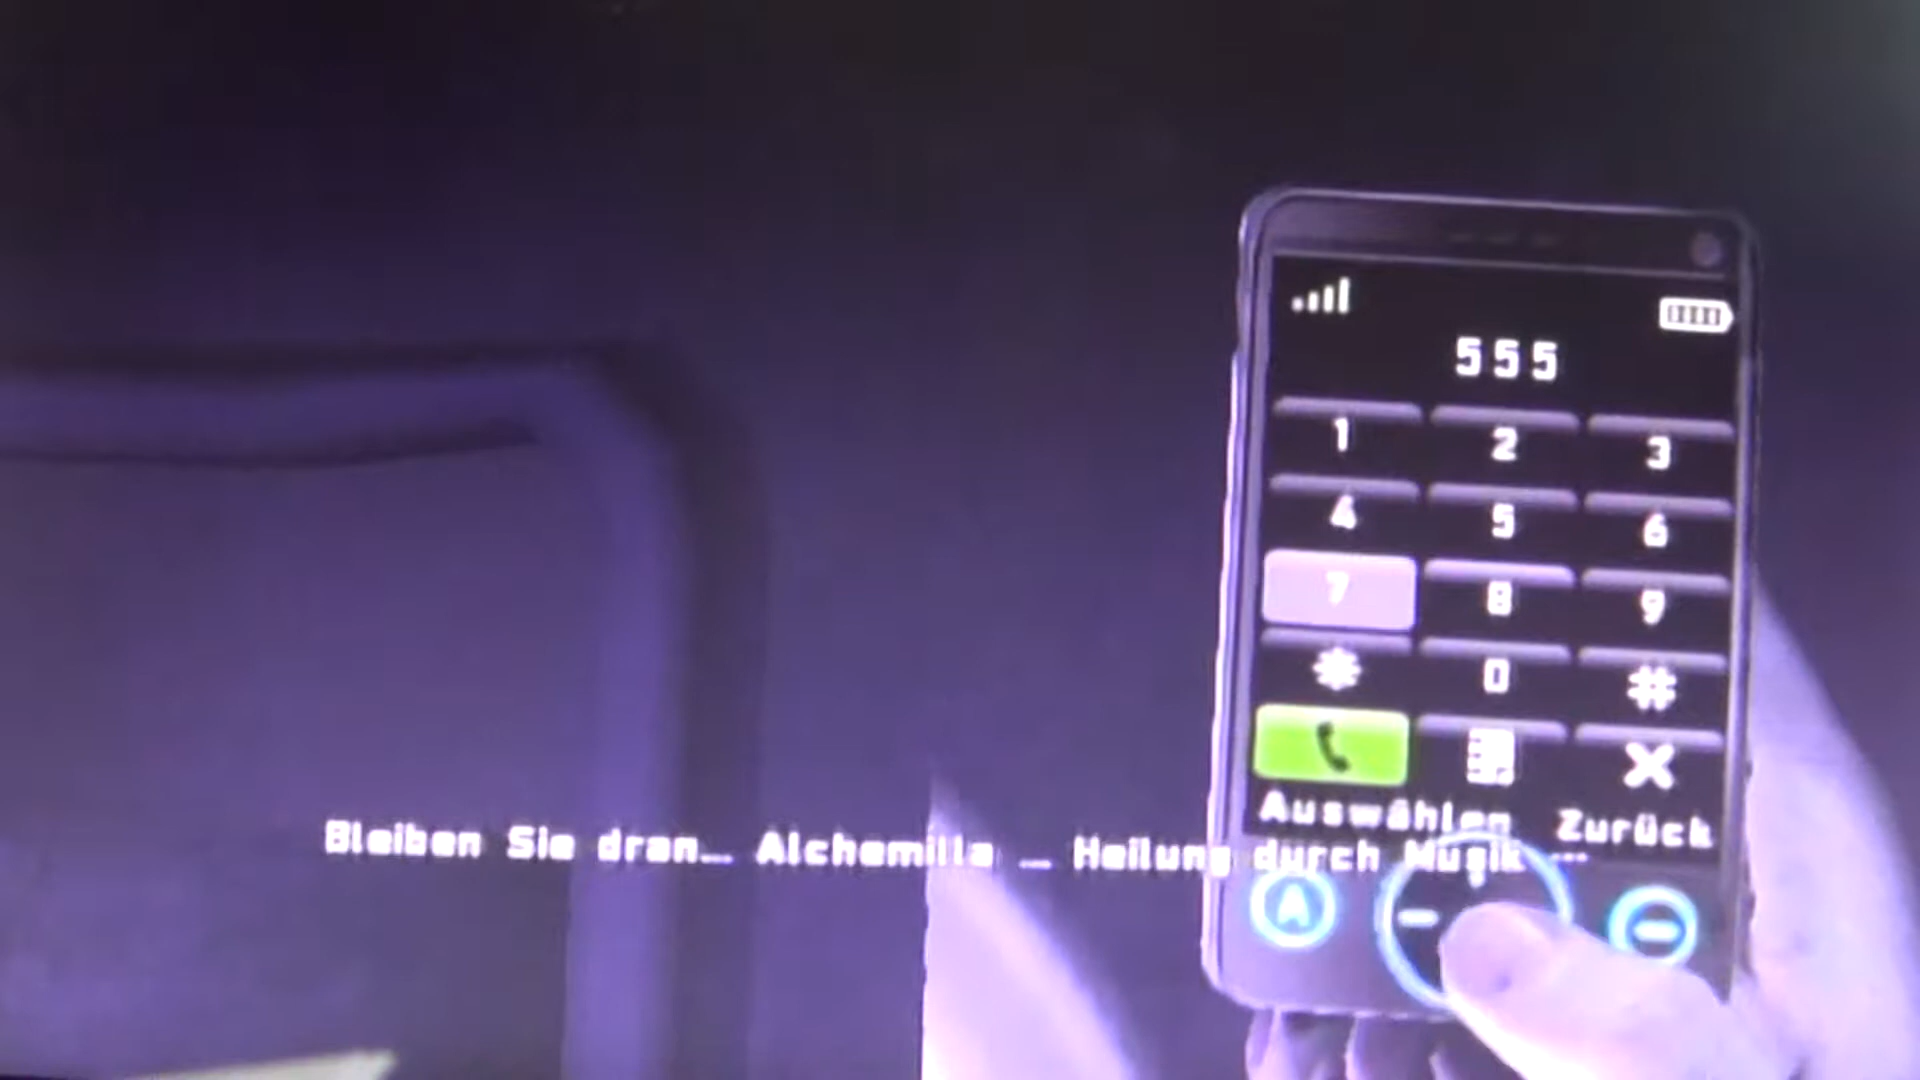 555
1 2 3
4 5 6
7 8 9
* 0 #
Auswählen Zurück
Bleiben Sie dran... Alchemilla ... Heilung durch Musik ...
A